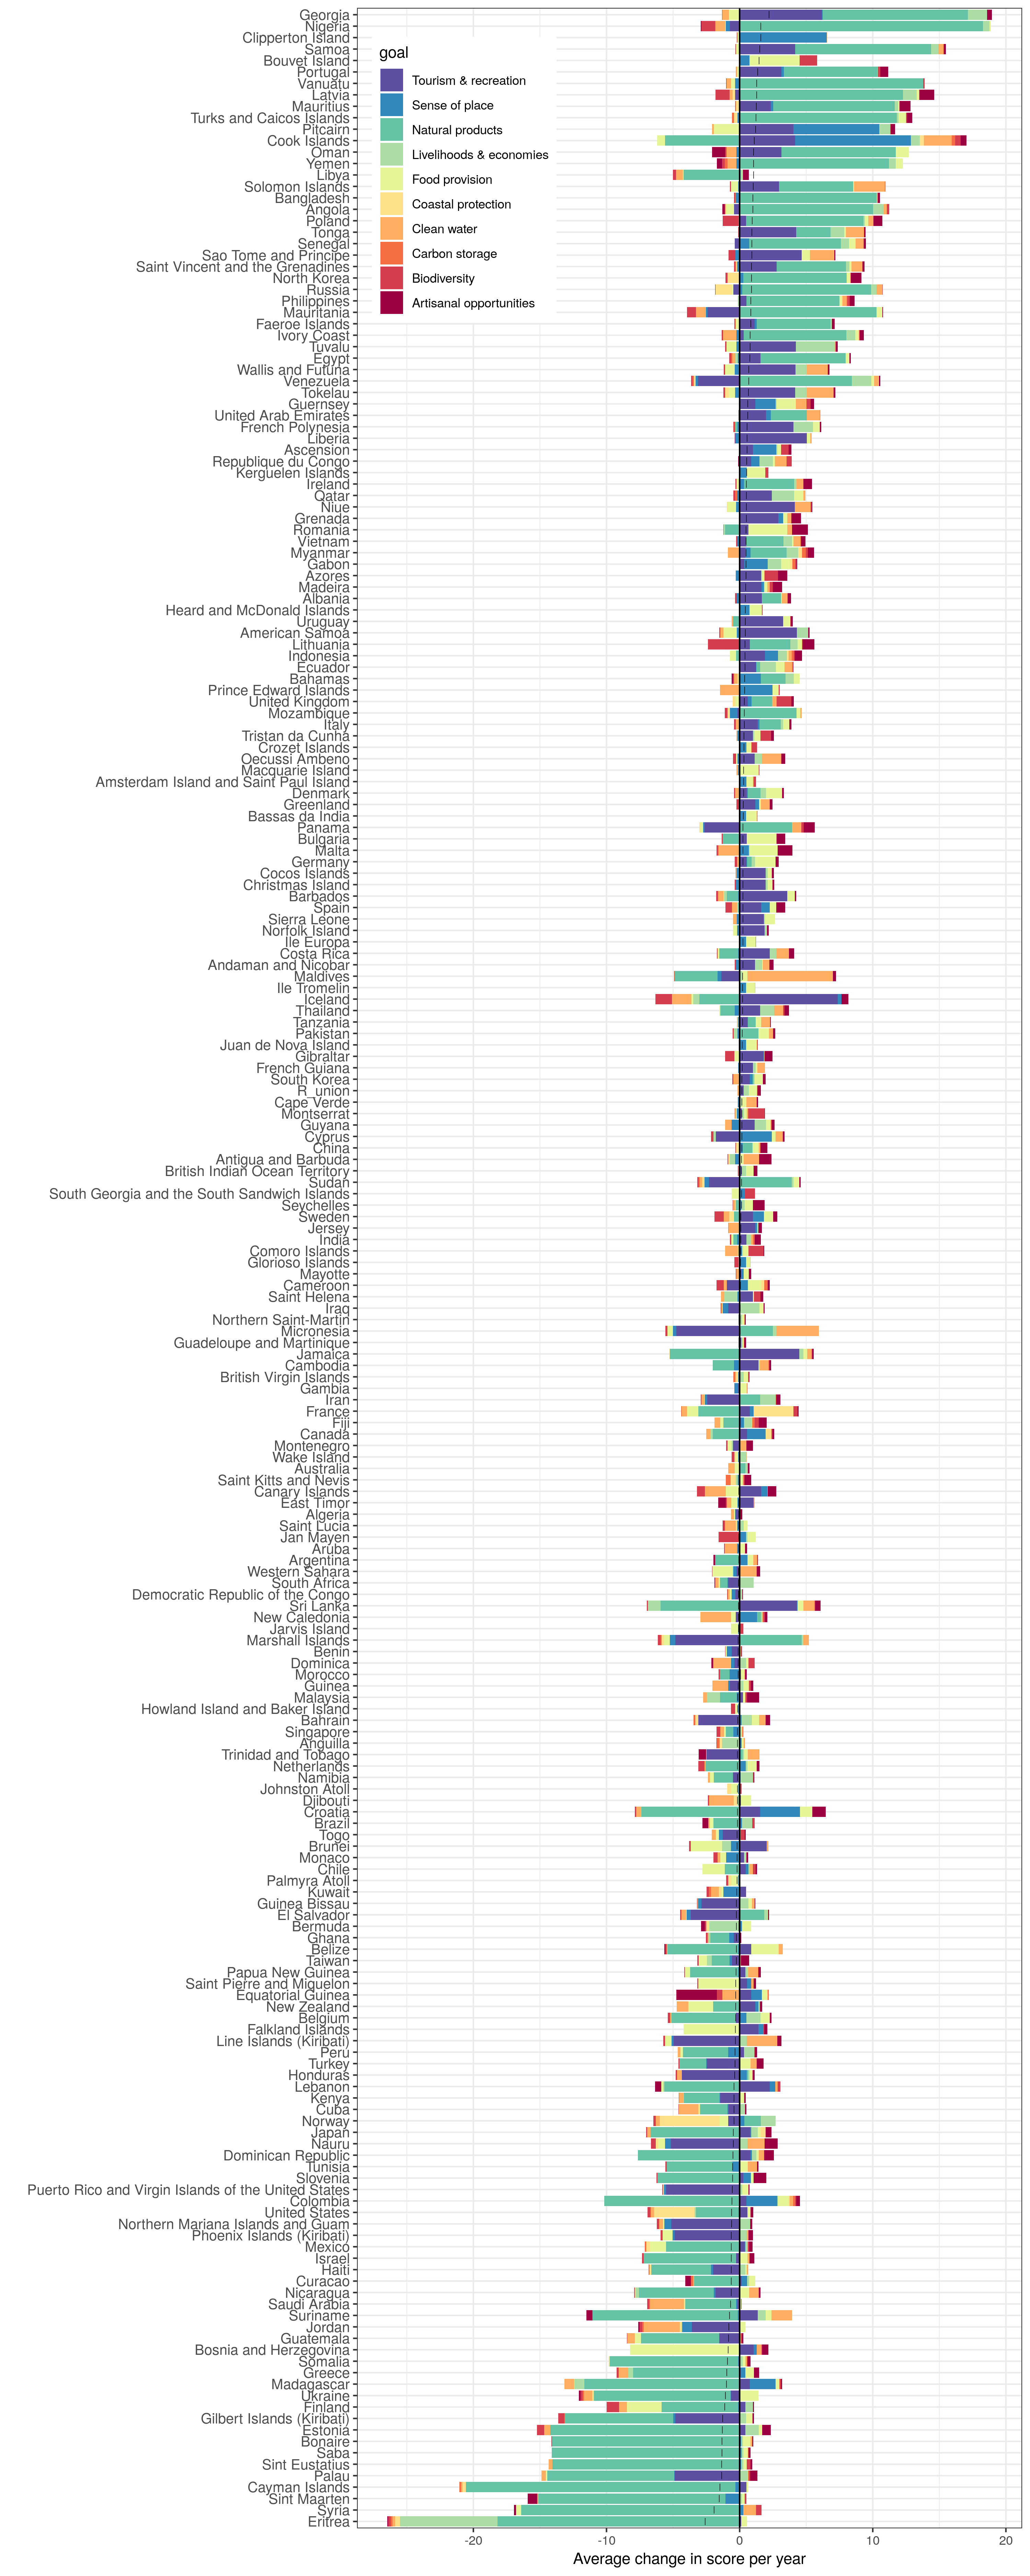 Georgia
Nigeria
Clipperton Island
Samoa
Bouvet Island
Portugal
Vanuatu
Latvia
Mauritius
Turks and Caicos Islands
Pitcairn
Cook Islands
Oman
Yemen
Libya
Solomon Islands
Bangladesh
Angola
Poland
Tonga
Senegal
Sao Tome and Principe
Saint Vincent and the Grenadines
North Korea
Russia
Philippines
Mauritania
Faeroe Islands
Ivory Coast
Tuvalu
Egypt
Wallis and Futuna
Venezuela
Tokelau
Guernsey
United Arab Emirates
French Polynesia
Liberia
Ascension
Republique du Congo
Kerguelen Islands
Ireland
Qatar
Niue
Grenada
Romania
Vietnam
Myanmar
Gabon
Azores
Madeira
Albania
Heard and McDonald Islands
Uruguay
American Samoa
Lithuania
Indonesia
Ecuador
Bahamas
Prince Edward Islands
United Kingdom
Mozambique
Italy
Tristan da Cunha
Crozet Islands
Oecussi Ambeno
Macquarie Island
Amsterdam Island and Saint Paul Island
Denmark
Greenland
Bassas da India
Panama
Bulgaria
Malta
Germany
Cocos Islands
Christmas Island
Barbados
Spain
Sierra Leone
Norfolk Island
Ile Europa
Costa Rica
Andaman and Nicobar
Maldives
Ile Tromelin
Iceland
Thailand
Tanzania
Pakistan
Juan de Nova Island
Gibraltar
French Guiana
South Korea
R_union
Cape Verde
Montserrat
Guyana
Cyprus
China
Antigua and Barbuda
British Indian Ocean Territory
Sudan
South Georgia and the South Sandwich Islands
Seychelles
Sweden
Jersey
India
Comoro Islands
Glorioso Islands
Mayotte
Cameroon
Saint Helena
Iraq
Northern Saint-Martin
Micronesia
Guadeloupe and Martinique
Jamaica
Cambodia
British Virgin Islands
Gambia
Iran
France
Fiji
Canada
Montenegro
Wake Island
Australia
Saint Kitts and Nevis
Canary Islands
East Timor
Algeria
Saint Lucia
Jan Mayen
Aruba
Argentina
Western Sahara
South Africa
Democratic Republic of the Congo
Sri Lanka
New Caledonia
Jarvis Island
Marshall Islands
Benin
Dominica
Morocco
Guinea
Malaysia
Howland Island and Baker Island
Bahrain
Singapore
Anguilla
Trinidad and Tobago
Netherlands
Namibia
Johnston Atoll
Djibouti
Croatia
Brazil
Togo
Brunei
Monaco
Chile
Palmyra Atoll
Kuwait
Guinea Bissau
El Salvador
Bermuda
Ghana
Belize
Taiwan
Papua New Guinea
Saint Pierre and Miquelon
Equatorial Guinea
New Zealand
Belgium
Falkland Islands
Line Islands (Kiribati)
Peru
Turkey
Honduras
Lebanon
Kenya
Cuba
Norway
Japan
Nauru
Dominican Republic
Tunisia
Slovenia
Puerto Rico and Virgin Islands of the United States
Colombia
United States
Northern Mariana Islands and Guam
Phoenix Islands (Kiribati)
Mexico
Israel
Haiti
Curacao
Nicaragua
Saudi Arabia
Suriname
Jordan
Guatemala
Bosnia and Herzegovina
Somalia
Greece
Madagascar
Ukraine
Finland
Gilbert Islands (Kiribati)
Estonia
Bonaire
Saba
Sint Eustatius
Palau
Cayman Islands
Sint Maarten
Syria
Eritrea
goal
Tourism & recreation
Sense of place
Natural products
Livelihoods & economies
Food provision
Coastal protection
Clean water
Carbon storage
Biodiversity
Artisanal opportunities
-20 -10 0 10 20
Average change in score per year